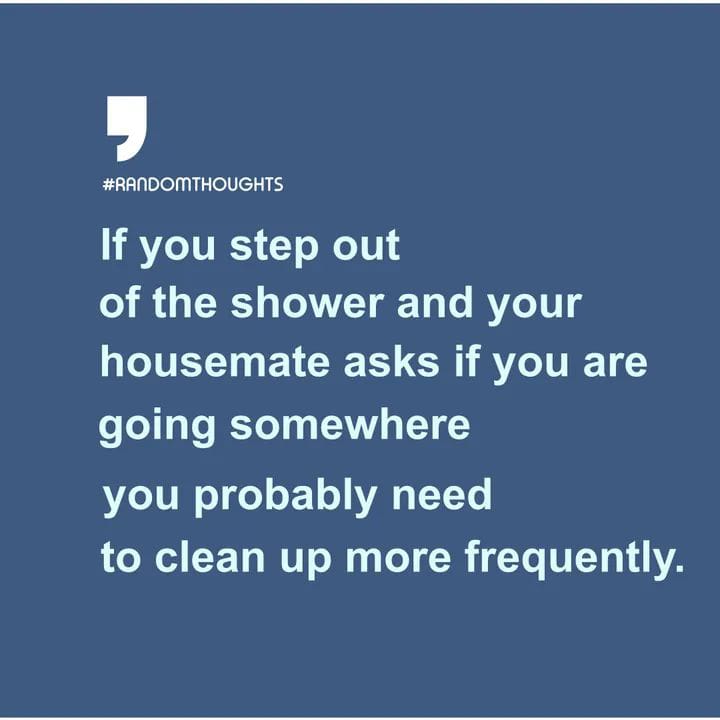 ,
#RANDOMTHOUGHTS
If you step out
of the shower and your
housemate asks if you are
going somewhere
you probably need
to clean up more frequently.